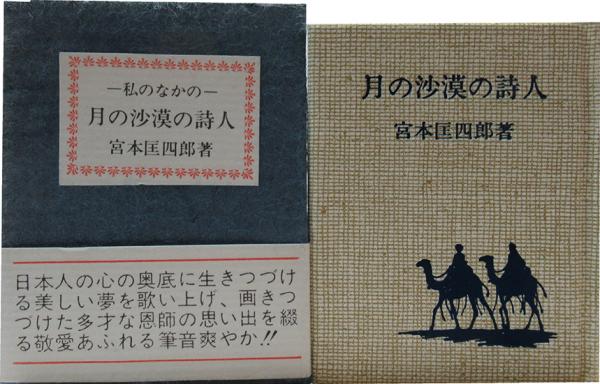 —私のなかの—
月の沙漠の詩人
宮本匡四郎著
日本人の心の奥底に生きつづけ
る美しい夢を歌い上げ、画きつ
づけた多才な恩師の思い出を綴
る敬愛あふれる筆音爽やか!!
月の沙漠の詩人
宮本匡四郎著